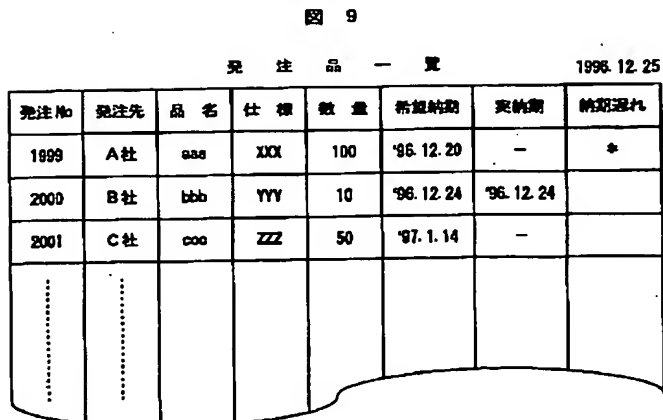 図 9
発 注 品 一 覧 1996. 12. 25
発注No 発注先 品 名 仕 様 数 量 希望納期 実納期 納期遅れ
1999 A社 aaa XXX 100 '96. 12. 20 － *
2000 B社 bbb YYY 10 '96. 12. 24 '96. 12. 24
2001 C社 ccc ZZZ 50 '97. 1. 14 －